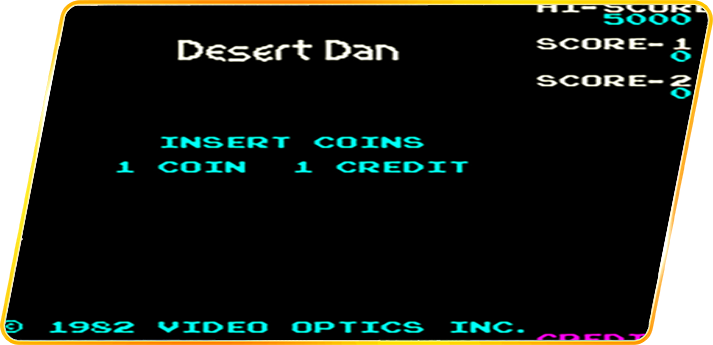 HI-SCORE
5000
Desert Dan
SCORE-1
0
SCORE-2
0
INSERT COINS
1 COIN 1 CREDIT
© 1982 VIDEO OPTICS INC.
CREDIT